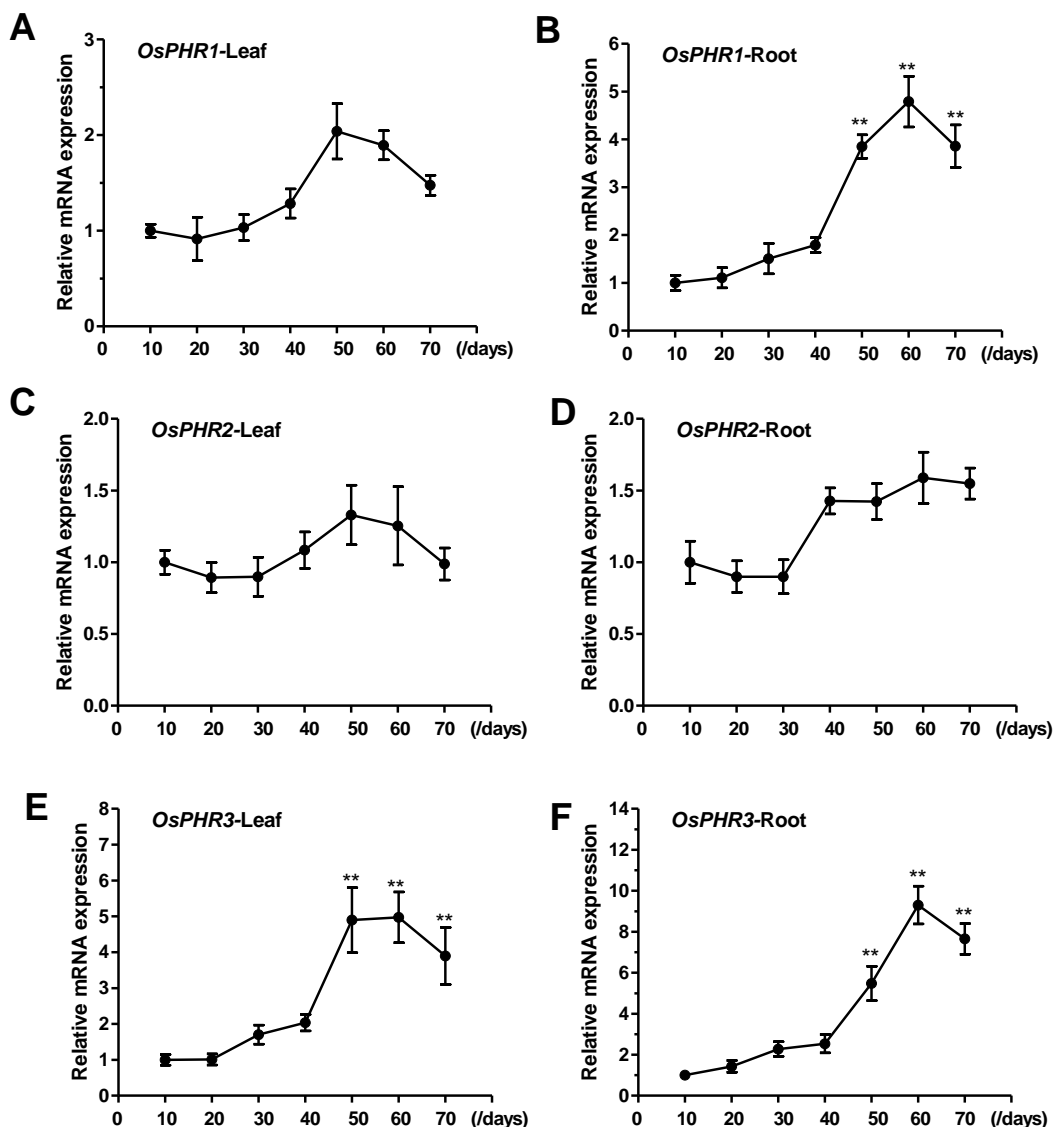 A
OsPHR1-Leaf
Relative mRNA expression
3
2
1
0
0 10 20 30 40 50 60 70 (/days)
B
OsPHR1-Root
Relative mRNA expression
6
5
4
3
2
1
0
** ** **
0 10 20 30 40 50 60 70 (/days)
C
OsPHR2-Leaf
Relative mRNA expression
2.0
1.5
1.0
0.5
0.0
0 10 20 30 40 50 60 70 (/days)
D
OsPHR2-Root
Relative mRNA expression
2.0
1.5
1.0
0.5
0.0
0 10 20 30 40 50 60 70 (/days)
E
OsPHR3-Leaf
Relative mRNA expression
8
7
6
5
4
3
2
1
0
** ** **
0 10 20 30 40 50 60 70 (/days)
F
OsPHR3-Root
Relative mRNA expression
14
12
10
8
6
4
2
0
** ** **
0 10 20 30 40 50 60 70 (/days)